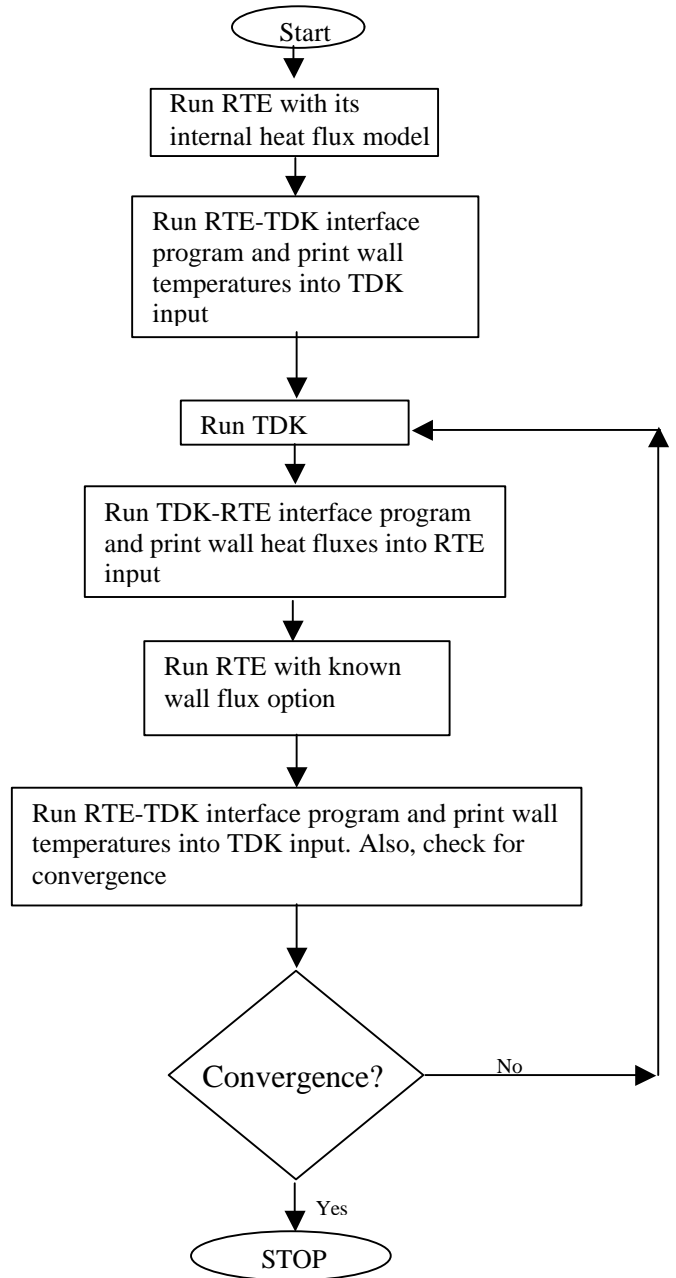 Start
Run RTE with its
internal heat flux model
Run RTE-TDK interface
program and print wall
temperatures into TDK
input
Run TDK
Run TDK-RTE interface program
and print wall heat fluxes into RTE
input
Run RTE with known
wall flux option
Run RTE-TDK interface program and print wall
temperatures into TDK input. Also, check for
convergence
Convergence?
No
Yes
STOP